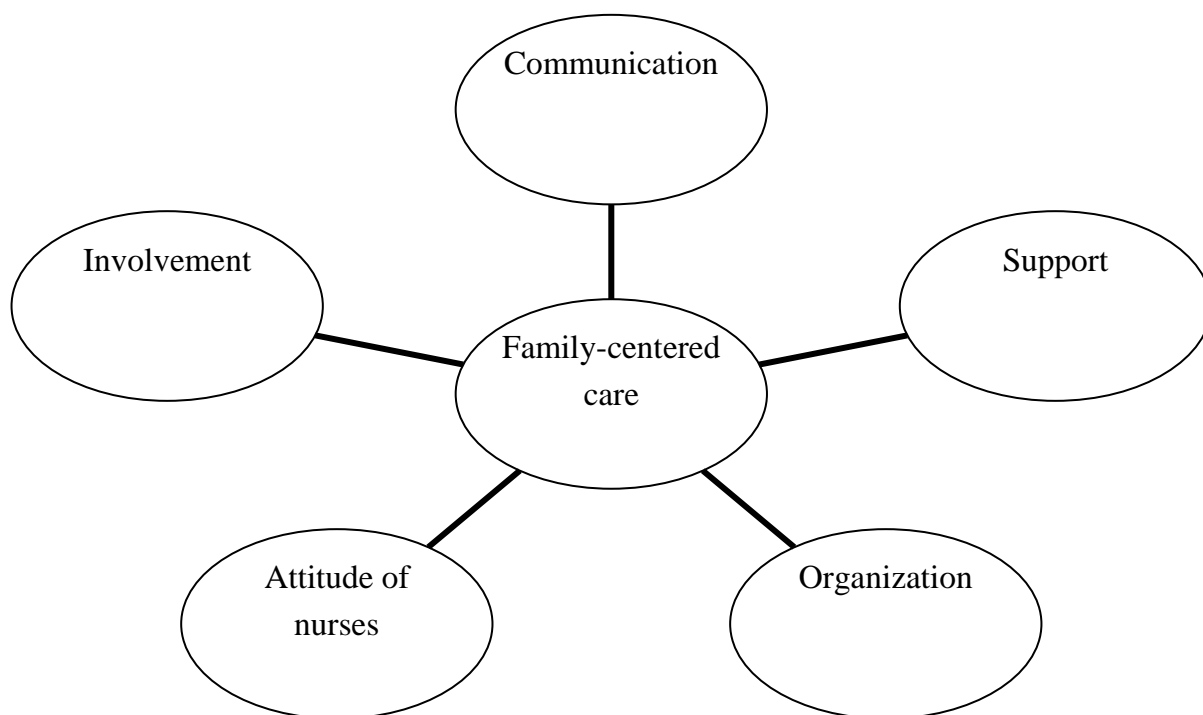 Communication
Involvement
Support
Family-centered
care
Attitude of
nurses
Organization